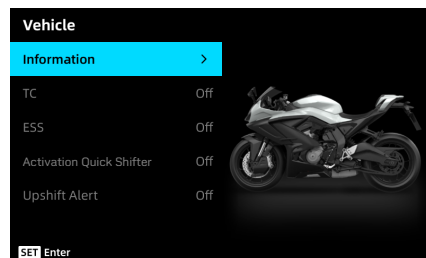 Vehicle
Information >
TC Off
ESS Off
Activation Quick Shifter Off
Upshift Alert Off
SET Enter